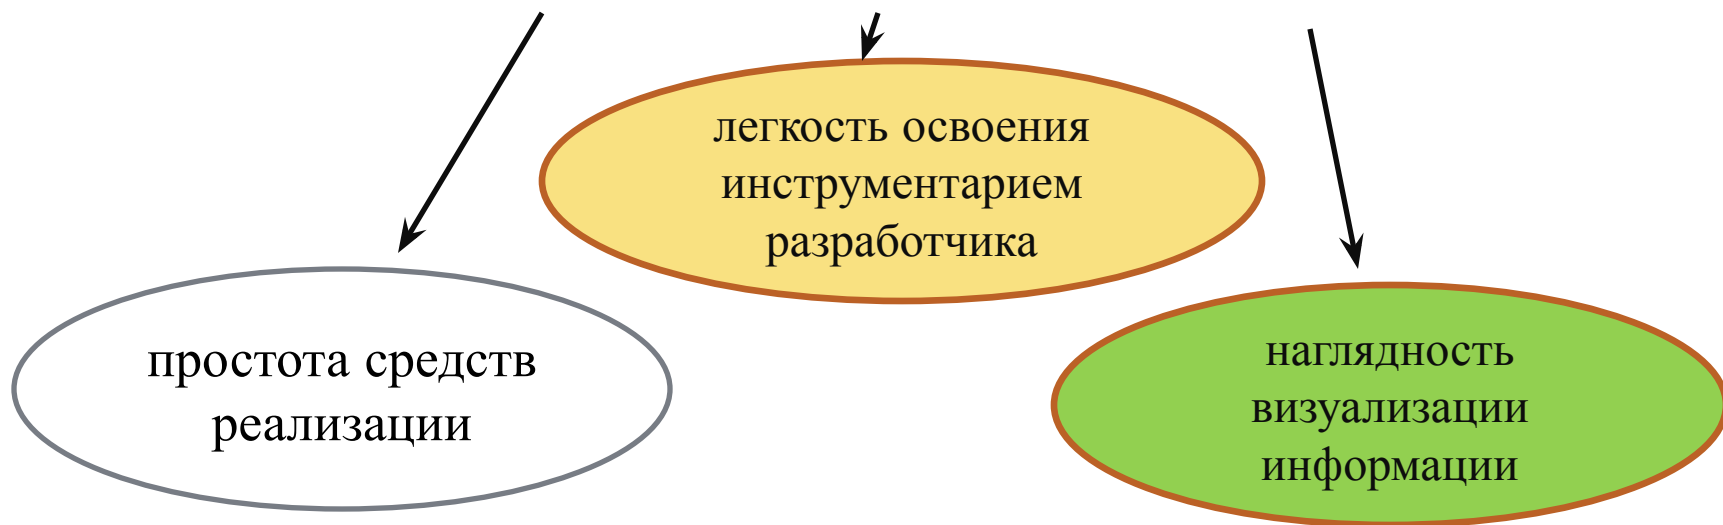 легкость освоения
инструментарием
разработчика
простота средств
реализации
наглядность
визуализации
информации